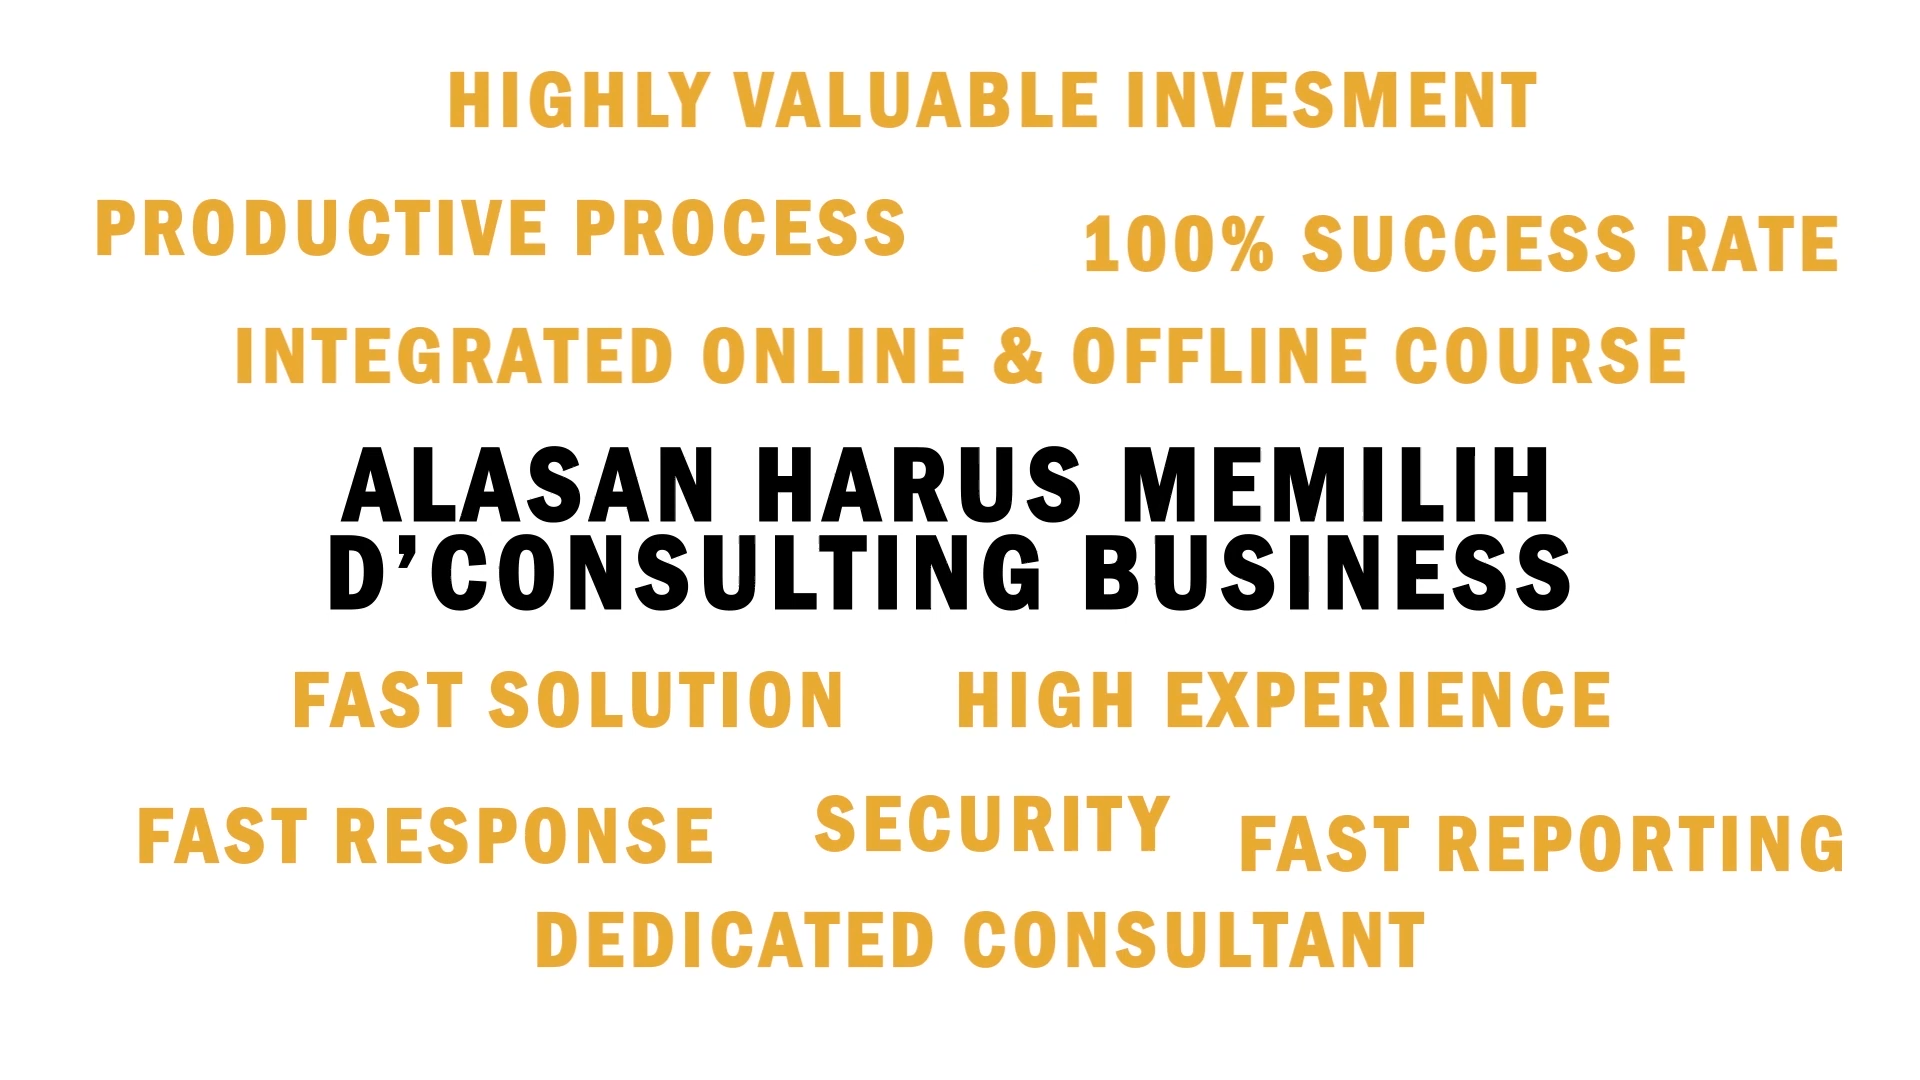 HIGHLY VALUABLE INVESMENT
PRODUCTIVE PROCESS
100% SUCCESS RATE
INTEGRATED ONLINE & OFFLINE COURSE
ALASAN HARUS MEMILIH
D’CONSULTING BUSINESS
FAST SOLUTION
HIGH EXPERIENCE
FAST RESPONSE
SECURITY
FAST REPORTING
DEDICATED CONSULTANT